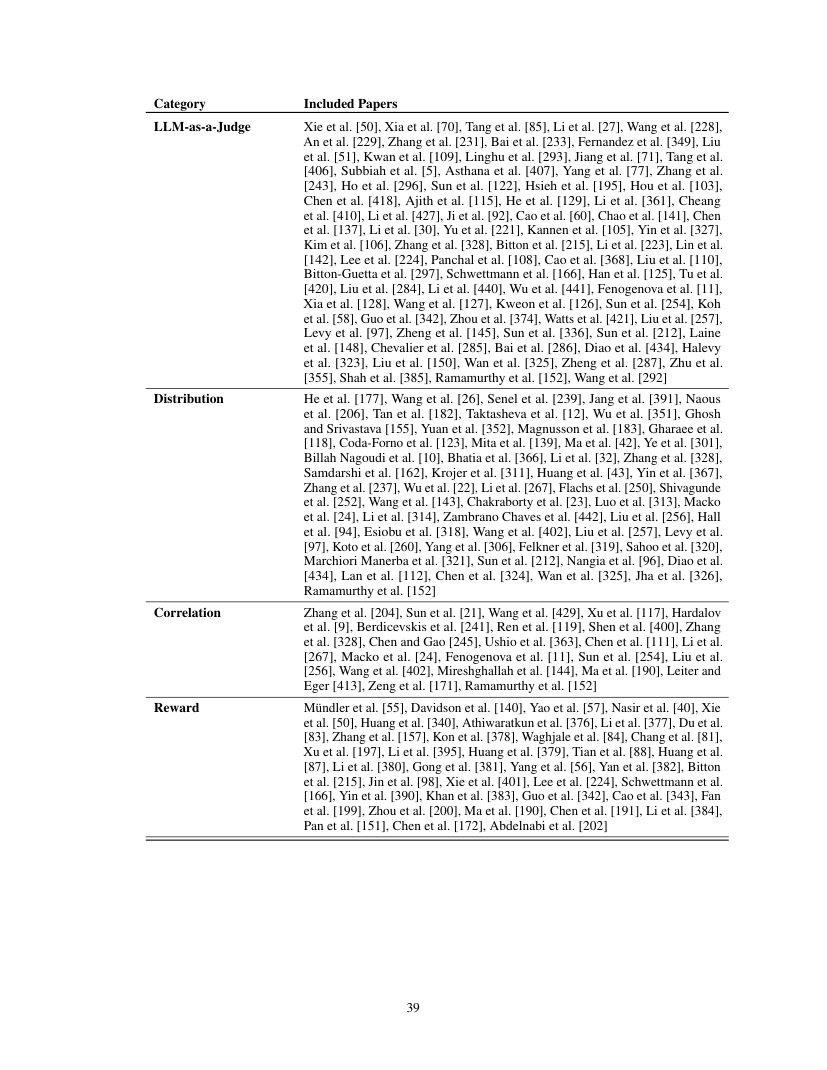 Category Included Papers
LLM-as-a-Judge Xie et al. [50], Xia et al. [70], Tang et al. [85], Li et al. [27], Wang et al. [228],
An et al. [229], Zhang et al. [231], Bai et al. [233], Fernandez et al. [349], Liu
et al. [51], Kwan et al. [109], Linghu et al. [293], Jiang et al. [71], Tang et al.
[406], Subbiah et al. [5], Asthana et al. [407], Yang et al. [77], Zhang et al.
[243], Ho et al. [296], Sun et al. [122], Hsieh et al. [195], Hou et al. [103],
Chen et al. [418], Ajith et al. [115], He et al. [129], Li et al. [361], Cheang
et al. [410], Li et al. [427], Ji et al. [92], Cao et al. [60], Chao et al. [141], Chen
et al. [137], Li et al. [30], Yu et al. [221], Kannen et al. [105], Yin et al. [327],
Kim et al. [106], Zhang et al. [328], Bitton et al. [215], Li et al. [223], Lin et al.
[142], Lee et al. [224], Panchal et al. [108], Cao et al. [368], Liu et al. [110],
Bitton-Guetta et al. [297], Schwettmann et al. [166], Han et al. [125], Tu et al.
[420], Liu et al. [284], Li et al. [440], Wu et al. [441], Fenogenova et al. [11],
Xia et al. [128], Wang et al. [127], Kweon et al. [126], Sun et al. [254], Koh
et al. [58], Guo et al. [342], Zhou et al. [374], Watts et al. [421], Liu et al. [257],
Levy et al. [97], Zheng et al. [145], Sun et al. [336], Sun et al. [212], Laine
et al. [148], Chevalier et al. [285], Bai et al. [286], Diao et al. [434], Halevy
et al. [323], Liu et al. [150], Wan et al. [325], Zheng et al. [287], Zhu et al.
[355], Shah et al. [385], Ramamurthy et al. [152], Wang et al. [292]
Distribution He et al. [177], Wang et al. [26], Senel et al. [239], Jang et al. [391], Naous
et al. [206], Tan et al. [182], Taktasheva et al. [12], Wu et al. [351], Ghosh
and Srivastava [155], Yuan et al. [352], Magnusson et al. [183], Gharaee et al.
[118], Coda-Forno et al. [123], Mita et al. [139], Ma et al. [42], Ye et al. [301],
Billah Nagoudi et al. [10], Bhatia et al. [366], Li et al. [32], Zhang et al. [328],
Samdarshi et al. [162], Krojer et al. [311], Huang et al. [43], Yin et al. [367],
Zhang et al. [237], Wu et al. [22], Li et al. [267], Flachs et al. [250], Shivagunde
et al. [252], Wang et al. [143], Chakraborty et al. [23], Luo et al. [313], Macko
et al. [24], Li et al. [314], Zambrano Chaves et al. [442], Liu et al. [256], Hall
et al. [94], Esiobu et al. [318], Wang et al. [402], Liu et al. [257], Levy et al.
[97], Koto et al. [260], Yang et al. [306], Felkner et al. [319], Sahoo et al. [320],
Marchiori Manerba et al. [321], Sun et al. [212], Nangia et al. [96], Diao et al.
[434], Lan et al. [112], Chen et al. [324], Wan et al. [325], Jha et al. [326],
Ramamurthy et al. [152]
Correlation Zhang et al. [204], Sun et al. [21], Wang et al. [429], Xu et al. [117], Hardalov
et al. [9], Berdicevskis et al. [241], Ren et al. [119], Shen et al. [400], Zhang
et al. [328], Chen and Gao [245], Ushio et al. [363], Chen et al. [111], Li et al.
[267], Macko et al. [24], Fenogenova et al. [11], Sun et al. [254], Liu et al.
[256], Wang et al. [402], Mireshghallah et al. [144], Ma et al. [190], Leiter and
Eger [413], Zeng et al. [171], Ramamurthy et al. [152]
Reward Mündler et al. [55], Davidson et al. [140], Yao et al. [57], Nasir et al. [40], Xie
et al. [50], Huang et al. [340], Athiwaratkun et al. [376], Li et al. [377], Du et al.
[83], Zhang et al. [157], Kon et al. [378], Waghjale et al. [84], Chang et al. [81],
Xu et al. [197], Li et al. [395], Huang et al. [379], Tian et al. [88], Huang et al.
[87], Li et al. [380], Gong et al. [381], Yang et al. [56], Yan et al. [382], Bitton
et al. [215], Jin et al. [98], Xie et al. [401], Lee et al. [224], Schwettmann et al.
[166], Yin et al. [390], Khan et al. [383], Guo et al. [342], Cao et al. [343], Fan
et al. [199], Zhou et al. [200], Ma et al. [190], Chen et al. [191], Li et al. [384],
Pan et al. [151], Chen et al. [172], Abdelnabi et al. [202]
39